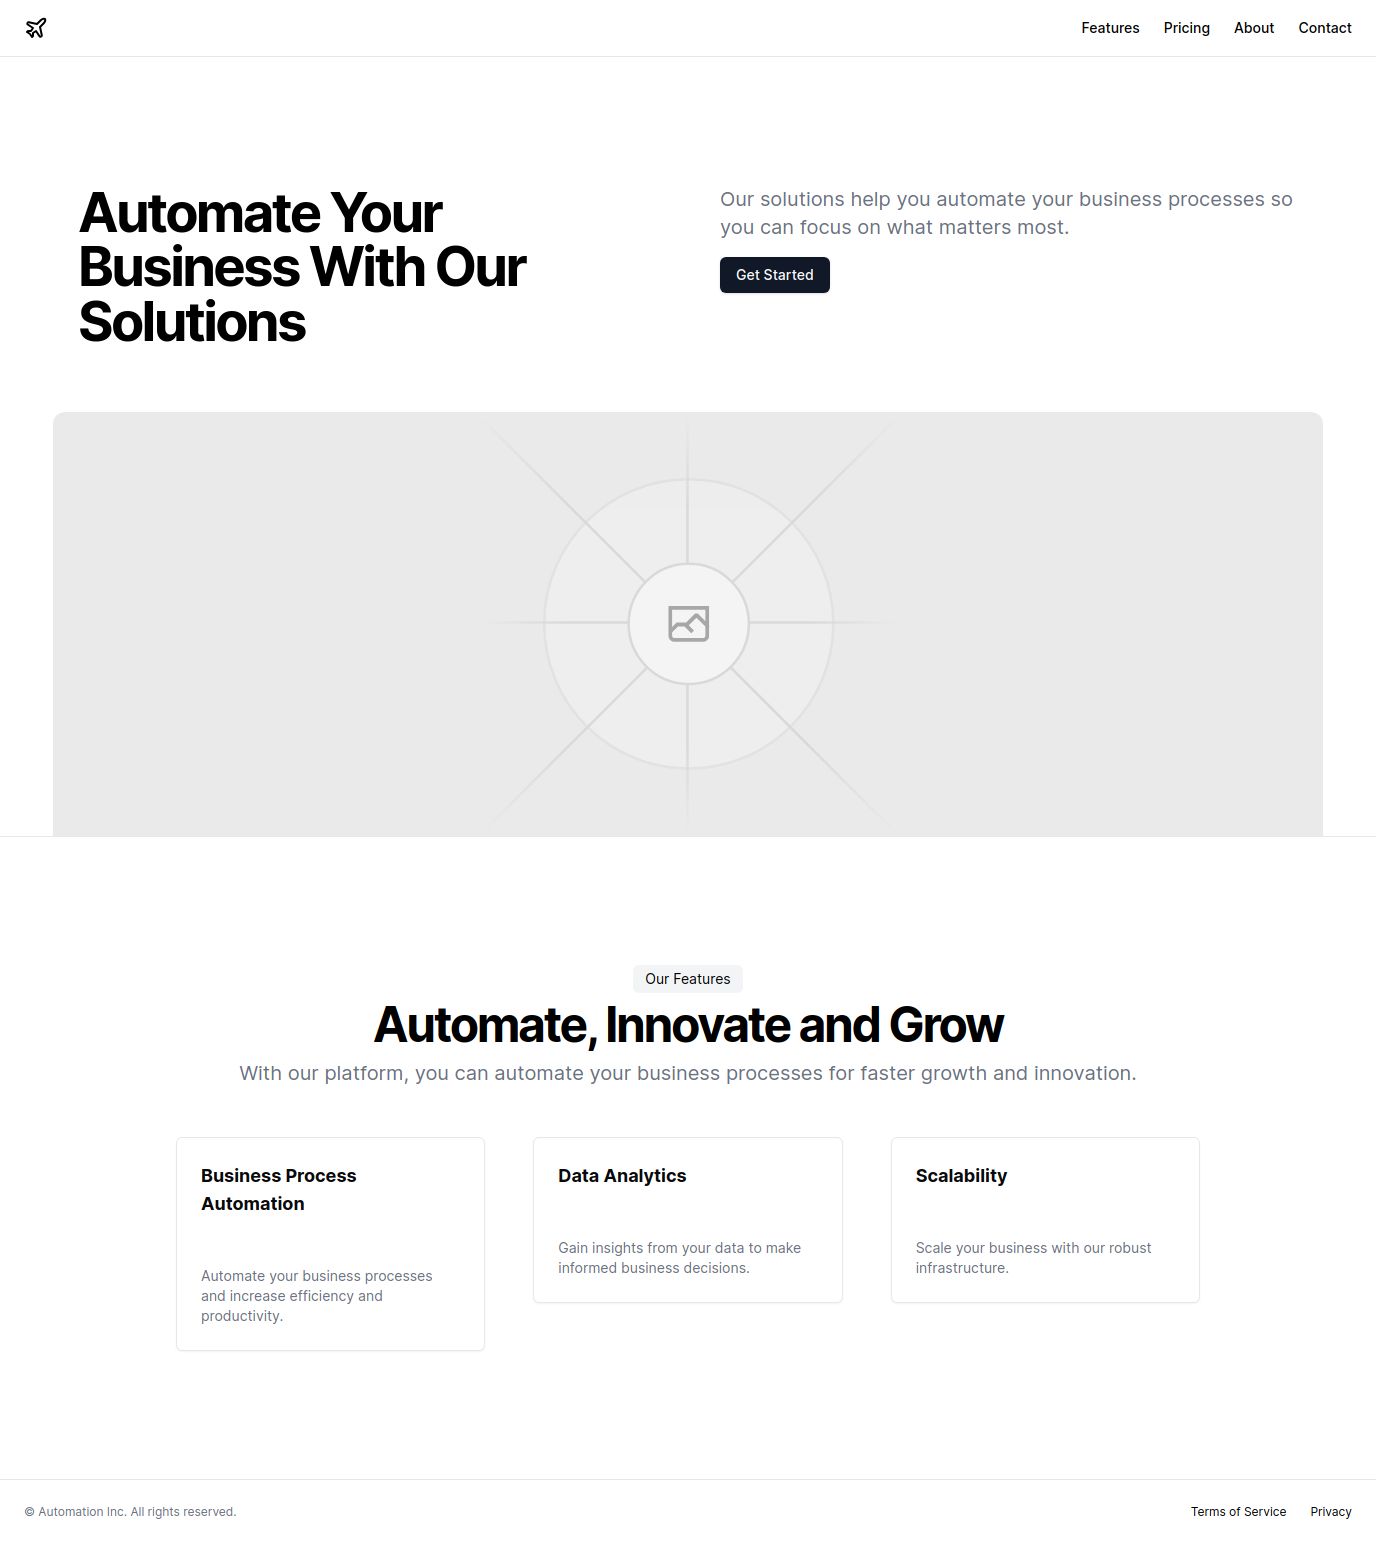 Features Pricing About Contact
Automate Your
Business With Our
Solutions
Our solutions help you automate your business processes so
you can focus on what matters most.
Get Started
Our Features
Automate, Innovate and Grow
With our platform, you can automate your business processes for faster growth and innovation.
Business Process
Automation
Automate your business processes
and increase efficiency and
productivity.
Data Analytics
Gain insights from your data to make
informed business decisions.
Scalability
Scale your business with our robust
infrastructure.
© Automation Inc. All rights reserved.
Terms of Service Privacy